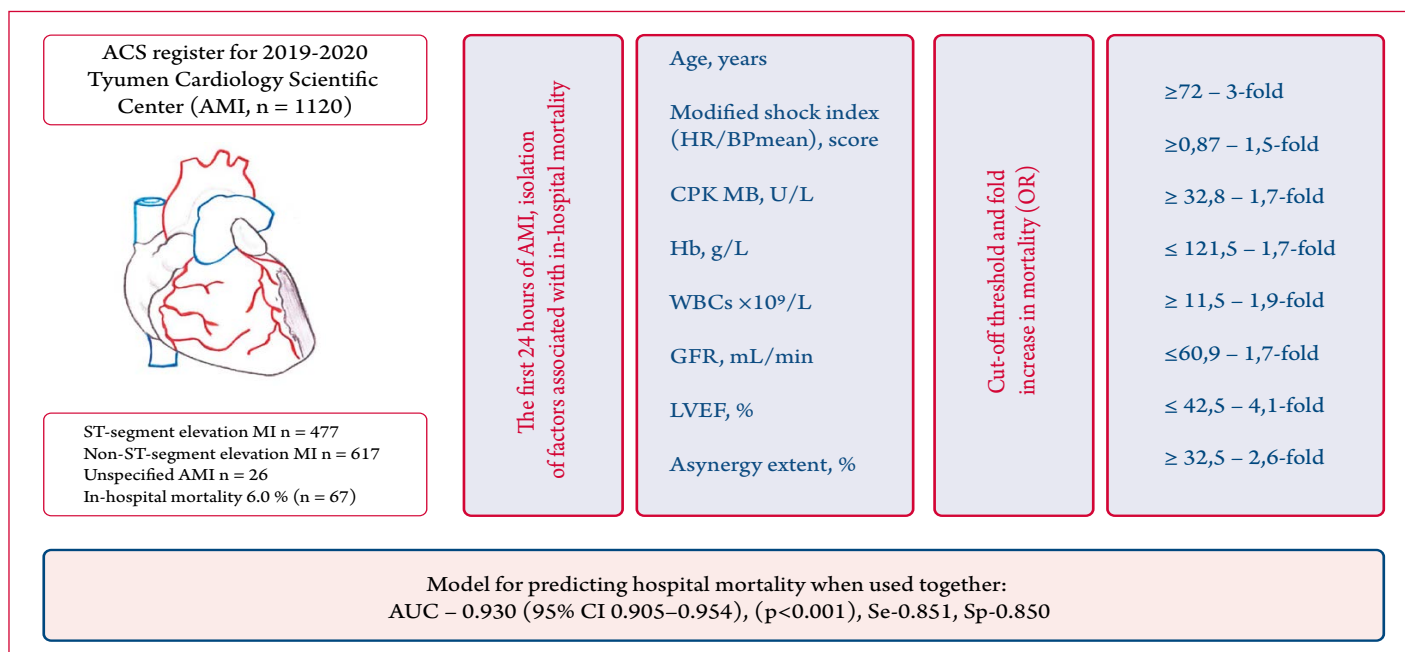 ACS register for 2019-2020
Tyumen Cardiology Scientific
Center (AMI, n = 1120)
ST-segment elevation MI n = 477
Non-ST-segment elevation MI n = 617
Unspecified AMI n = 26
In-hospital mortality 6.0 % (n = 67)
The first 24 hours of AMI, isolation
of factors associated with in-hospital mortality
Age, years
Modified shock index
(HR/BPmean), score
CPK MB, U/L
Hb, g/L
WBCs ×10⁹/L
GFR, mL/min
LVEF, %
Asynergy extent, %
Cut-off threshold and fold
increase in mortality (OR)
≥72 – 3-fold
≥0,87 – 1,5-fold
≥ 32,8 – 1,7-fold
≤ 121,5 – 1,7-fold
≥ 11,5 – 1,9-fold
≤60,9 – 1,7-fold
≤ 42,5 – 4,1-fold
≥ 32,5 – 2,6-fold
Model for predicting hospital mortality when used together:
AUC – 0.930 (95% CI 0.905–0.954), (p<0.001), Se-0.851, Sp-0.850